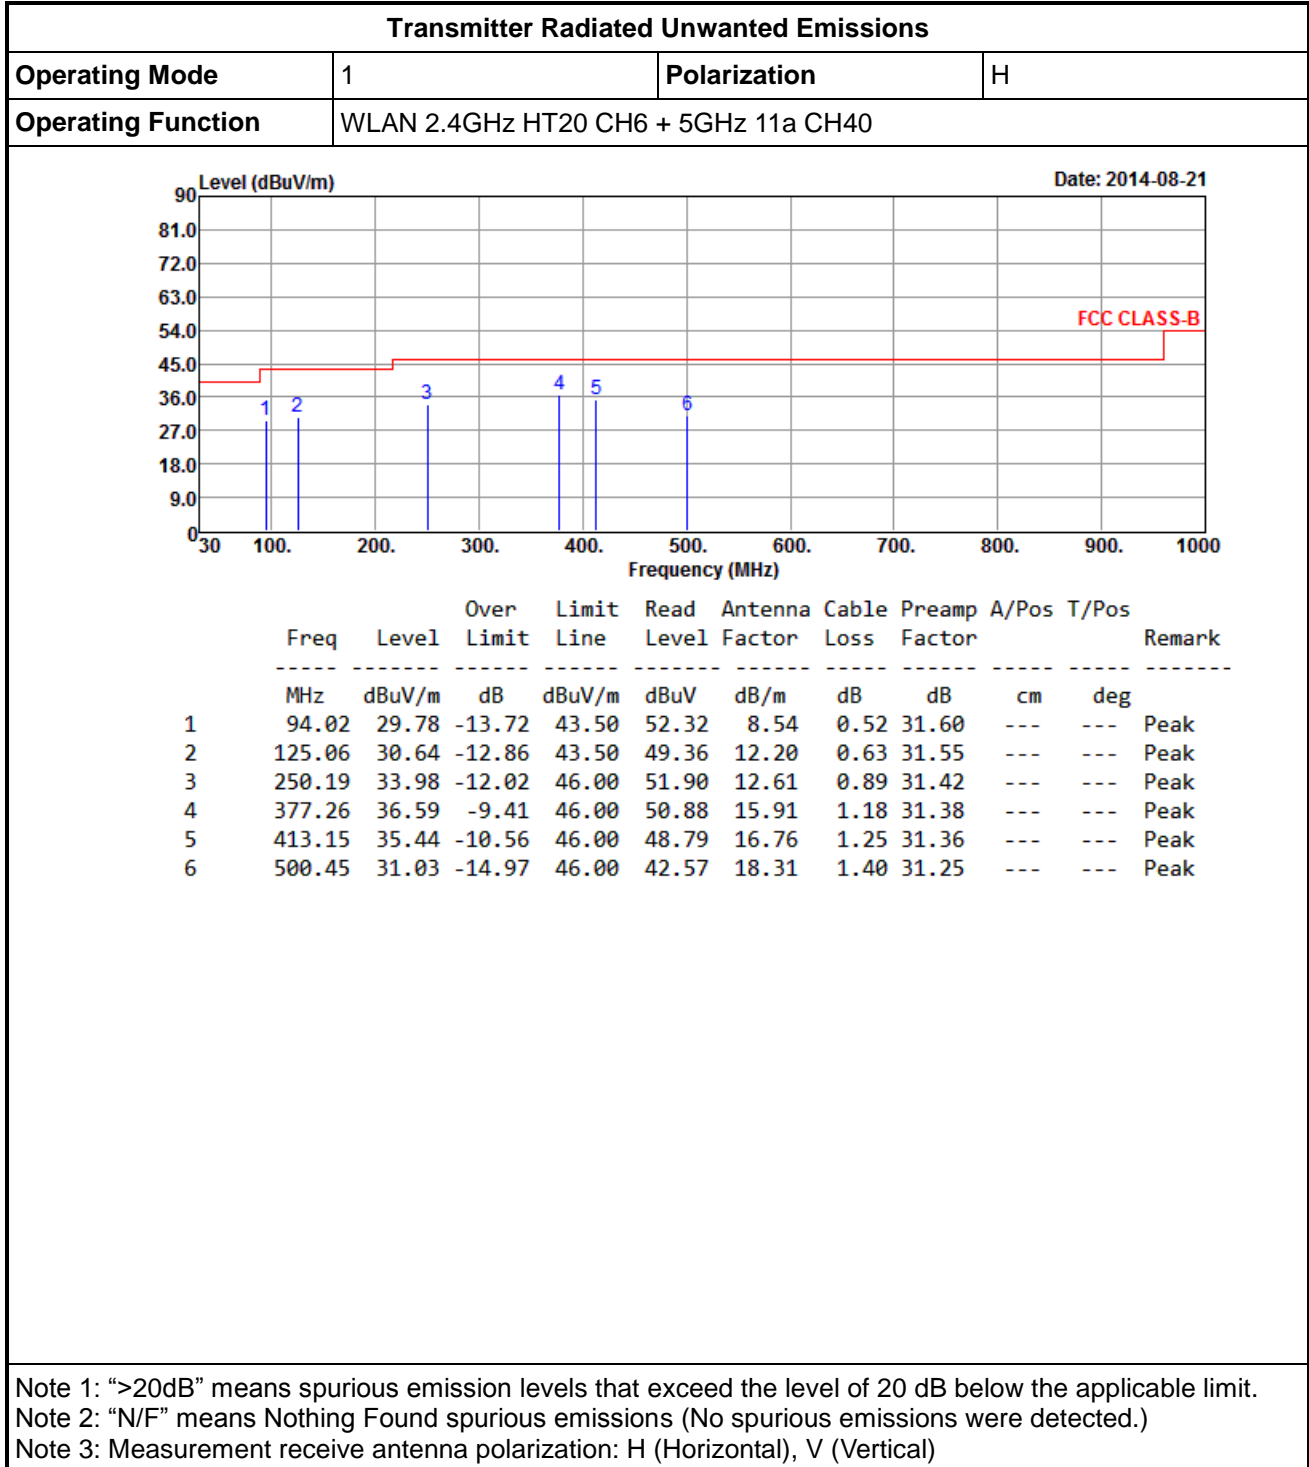 Transmitter Radiated Unwanted Emissions
Operating Mode 1 Polarization H
Operating Function WLAN 2.4GHz HT20 CH6 + 5GHz 11a CH40
Level (dBuV/m) Date: 2014-08-21
90
81.0
72.0
63.0
FCC CLASS-B
54.0
45.0
36.0
27.0
18.0
9.0
0
1 2 3 4 5 6
30 100. 200. 300. 400. 500. 600. 700. 800. 900. 1000
Frequency (MHz)
Over Limit Read Antenna Cable Preamp A/Pos T/Pos
Freq Level Limit Line Level Factor Loss Factor Remark
----- ------- ------ ------ ------- ------ ----- ------ ----- ----- -------
MHz dBuV/m dB dBuV/m dBuV dB/m dB dB cm deg
1 94.02 29.78 -13.72 43.50 52.32 8.54 0.52 31.60 --- --- Peak
2 125.06 30.64 -12.86 43.50 49.36 12.20 0.63 31.55 --- --- Peak
3 250.19 33.98 -12.02 46.00 51.90 12.61 0.89 31.42 --- --- Peak
4 377.26 36.59 -9.41 46.00 50.88 15.91 1.18 31.38 --- --- Peak
5 413.15 35.44 -10.56 46.00 48.79 16.76 1.25 31.36 --- --- Peak
6 500.45 31.03 -14.97 46.00 42.57 18.31 1.40 31.25 --- --- Peak
Note 1: “>20dB” means spurious emission levels that exceed the level of 20 dB below the applicable limit.
Note 2: “N/F” means Nothing Found spurious emissions (No spurious emissions were detected.)
Note 3: Measurement receive antenna polarization: H (Horizontal), V (Vertical)